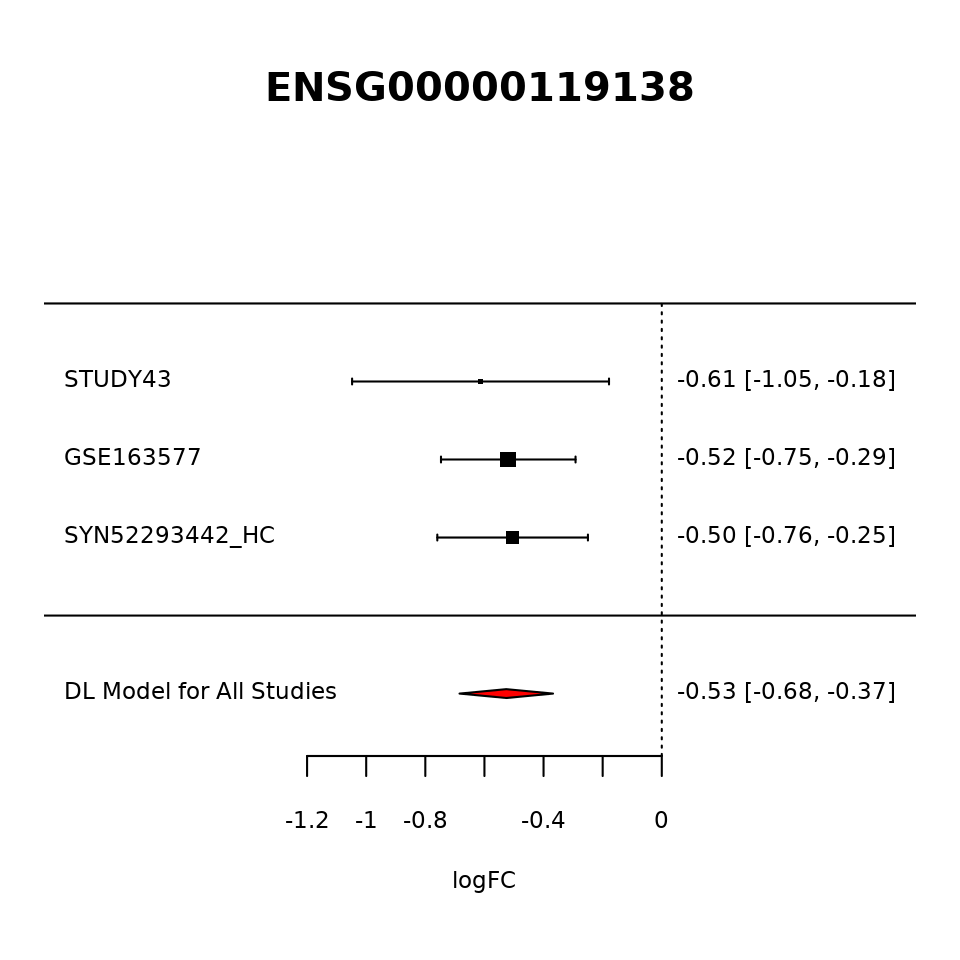 ENSG00000119138
STUDY43 -0.61 [-1.05, -0.18]
GSE163577 -0.52 [-0.75, -0.29]
SYN52293442_HC -0.50 [-0.76, -0.25]
DL Model for All Studies -0.53 [-0.68, -0.37]
-1.2 -1 -0.8 -0.4 0
logFC